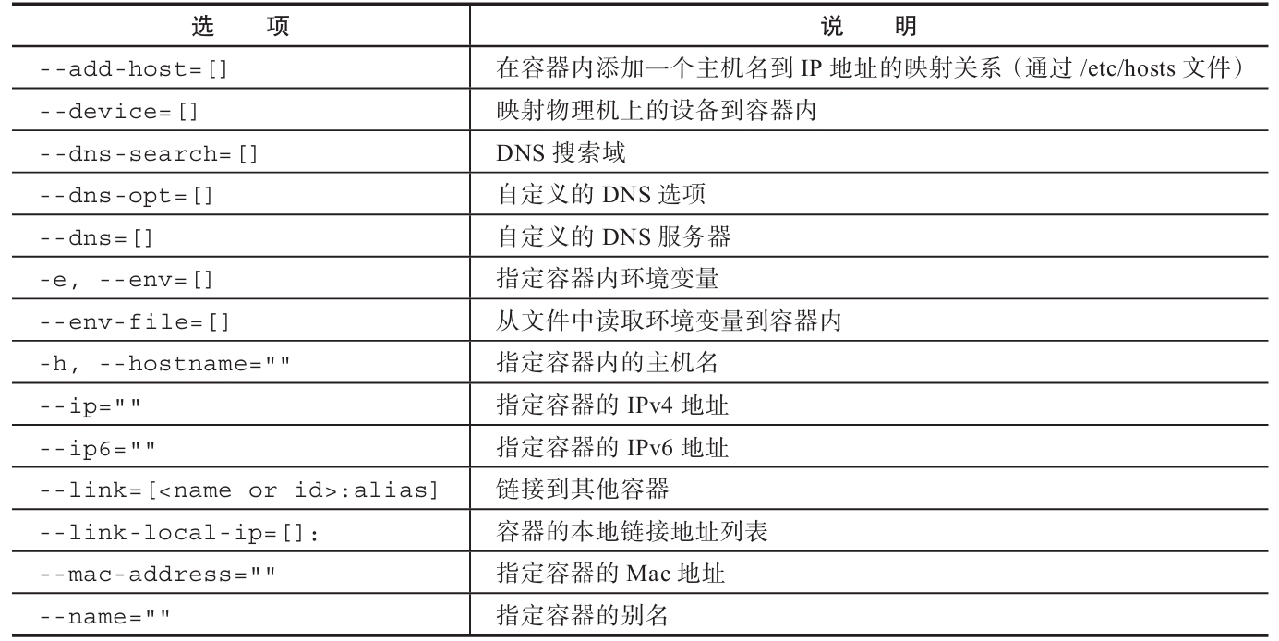 选 项 说 明
--add-host=[] 在容器内添加一个主机名到 IP 地址的映射关系（通过 /etc/hosts 文件）
--device=[] 映射物理机上的设备到容器内
--dns-search=[] DNS 搜索域
--dns-opt=[] 自定义的 DNS 选项
--dns=[] 自定义的 DNS 服务器
-e, --env=[] 指定容器内环境变量
--env-file=[] 从文件中读取环境变量到容器内
-h, --hostname="" 指定容器内的主机名
--ip="" 指定容器的 IPv4 地址
--ip6="" 指定容器的 IPv6 地址
--link=[<name or id>:alias] 链接到其他容器
--link-local-ip=[]: 容器的本地链接地址列表
--mac-address="" 指定容器的 Mac 地址
--name="" 指定容器的别名